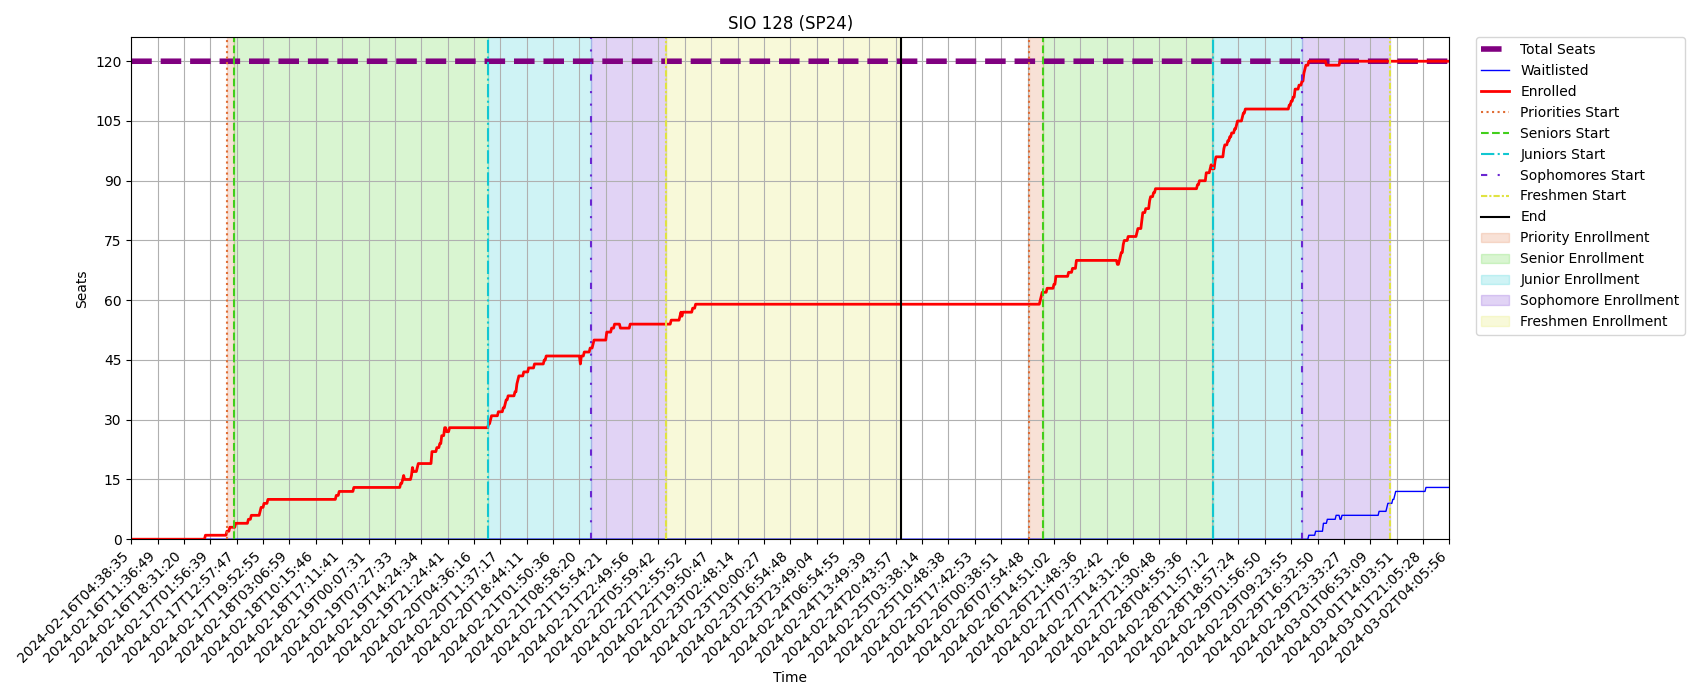 SIO 128 (SP24)
Seats
120
105
90
75
60
45
30
15
0
2024-02-16T04:38:35
2024-02-16T11:36:49
2024-02-16T18:31:20
2024-02-17T01:56:39
2024-02-17T12:57:47
2024-02-17T19:52:55
2024-02-18T03:06:59
2024-02-18T10:15:46
2024-02-18T17:11:41
2024-02-19T00:07:31
2024-02-19T07:27:33
2024-02-19T14:24:34
2024-02-19T21:24:41
2024-02-20T04:36:16
2024-02-20T11:37:17
2024-02-20T18:44:11
2024-02-21T01:50:36
2024-02-21T08:58:20
2024-02-21T15:54:21
2024-02-21T22:49:56
2024-02-22T05:59:42
2024-02-22T12:55:52
2024-02-22T19:50:47
2024-02-23T02:48:14
2024-02-23T10:00:27
2024-02-23T16:54:48
2024-02-23T23:49:04
2024-02-24T06:54:55
2024-02-24T13:49:39
2024-02-24T20:43:57
2024-02-25T03:38:14
2024-02-25T10:48:38
2024-02-25T17:42:53
2024-02-26T00:38:51
2024-02-26T07:54:48
2024-02-26T14:51:02
2024-02-26T21:48:36
2024-02-27T07:32:42
2024-02-27T14:31:26
2024-02-27T21:30:48
2024-02-28T04:55:36
2024-02-28T11:57:12
2024-02-28T18:57:24
2024-02-29T01:56:50
2024-02-29T09:23:55
2024-02-29T16:32:50
2024-02-29T23:33:27
2024-03-01T06:53:09
2024-03-01T14:03:51
2024-03-01T21:05:28
2024-03-02T04:05:56
Time
Total Seats
Waitlisted
Enrolled
Priorities Start
Seniors Start
Juniors Start
Sophomores Start
Freshmen Start
End
Priority Enrollment
Senior Enrollment
Junior Enrollment
Sophomore Enrollment
Freshmen Enrollment